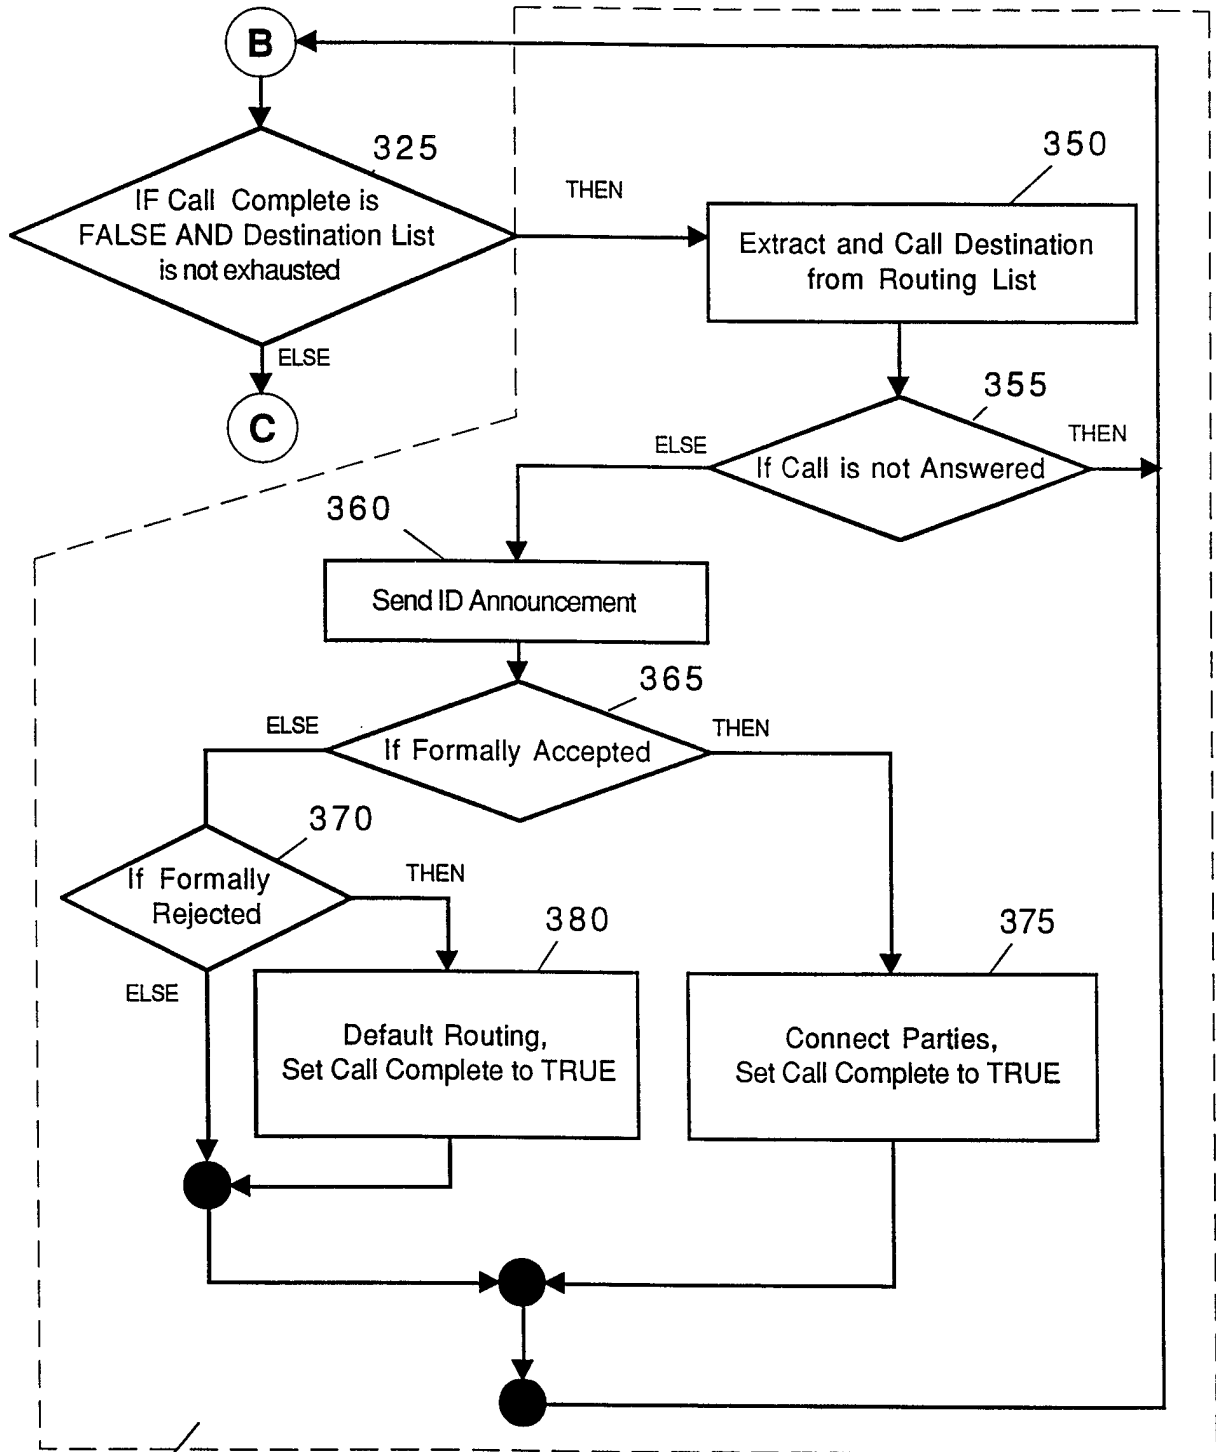 B
325
IF Call Complete is
FALSE AND Destination List
is not exhausted
THEN
350
Extract and Call Destination
from Routing List
ELSE
C
355
If Call is not Answered
THEN
ELSE
360
Send ID Announcement
365
If Formally Accepted
ELSE
THEN
370
If Formally
Rejected
THEN
ELSE
380
Default Routing,
Set Call Complete to TRUE
375
Connect Parties,
Set Call Complete to TRUE